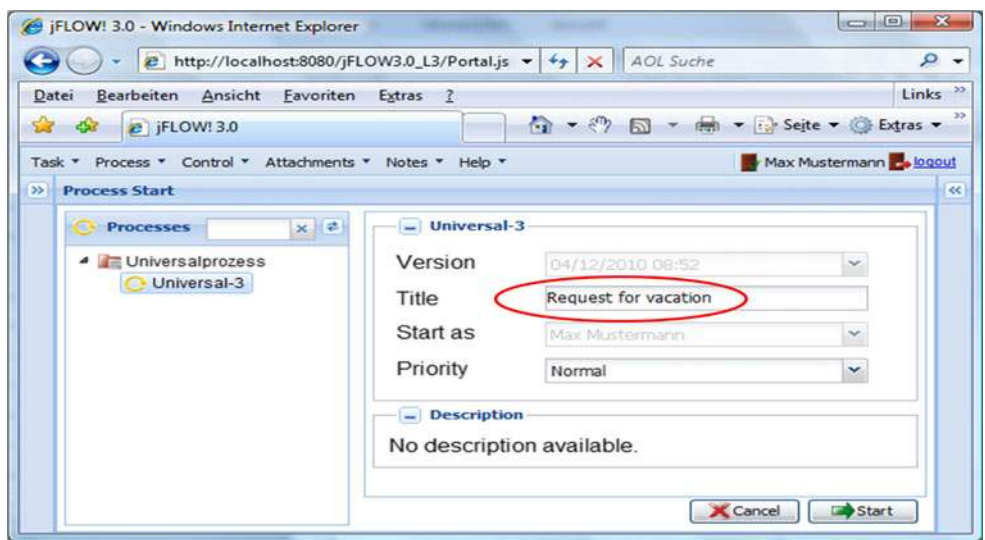 jFLOW! 3.0 - Windows Internet Explorer
http://localhost:8080/jFLOW3.0_L3/Portal.js
AOL Suche
Datei Bearbeiten Ansicht Favoriten Extras ? Links
jFLOW! 3.0 Seite Extras
Task Process Control Attachments Notes Help Max Mustermann logout
Process Start
Processes
Universalprozess
Universal-3
Universal-3
Version 04/12/2010 08:52
Title Request for vacation
Start as Max Mustermann
Priority Normal
Description
No description available.
Cancel Start